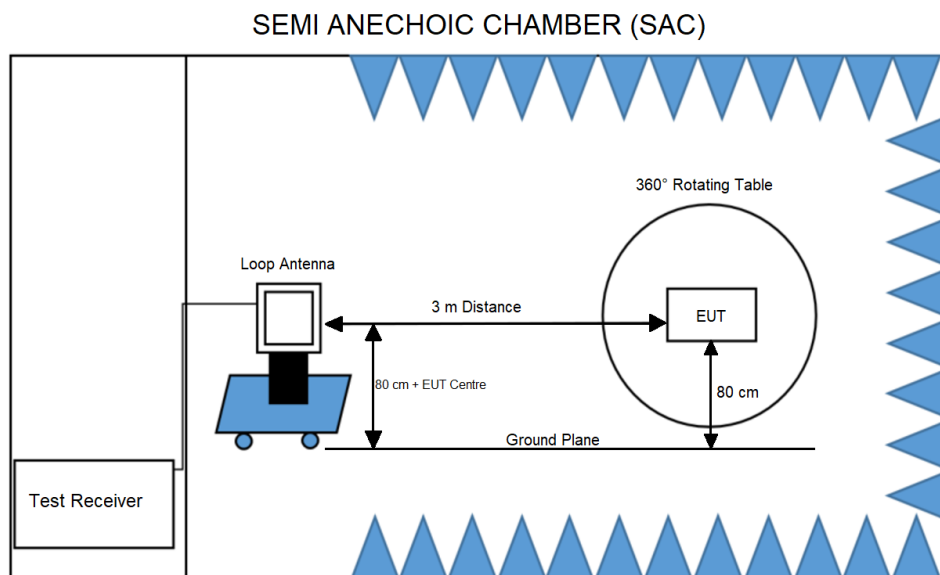 SEMI ANECHOIC CHAMBER (SAC)
360° Rotating Table
Loop Antenna
3 m Distance
EUT
80 cm + EUT Centre
80 cm
Ground Plane
Test Receiver